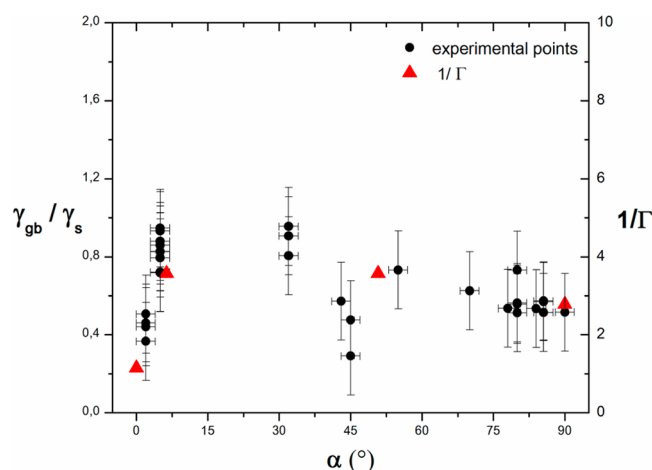 2,0
1,6
1,2
0,8
0,4
0,0
γgb / γs
10
8
6
4
2
0
1/Γ
experimental points
1/ Γ
0 15 30 45 60 75 90
α (°)